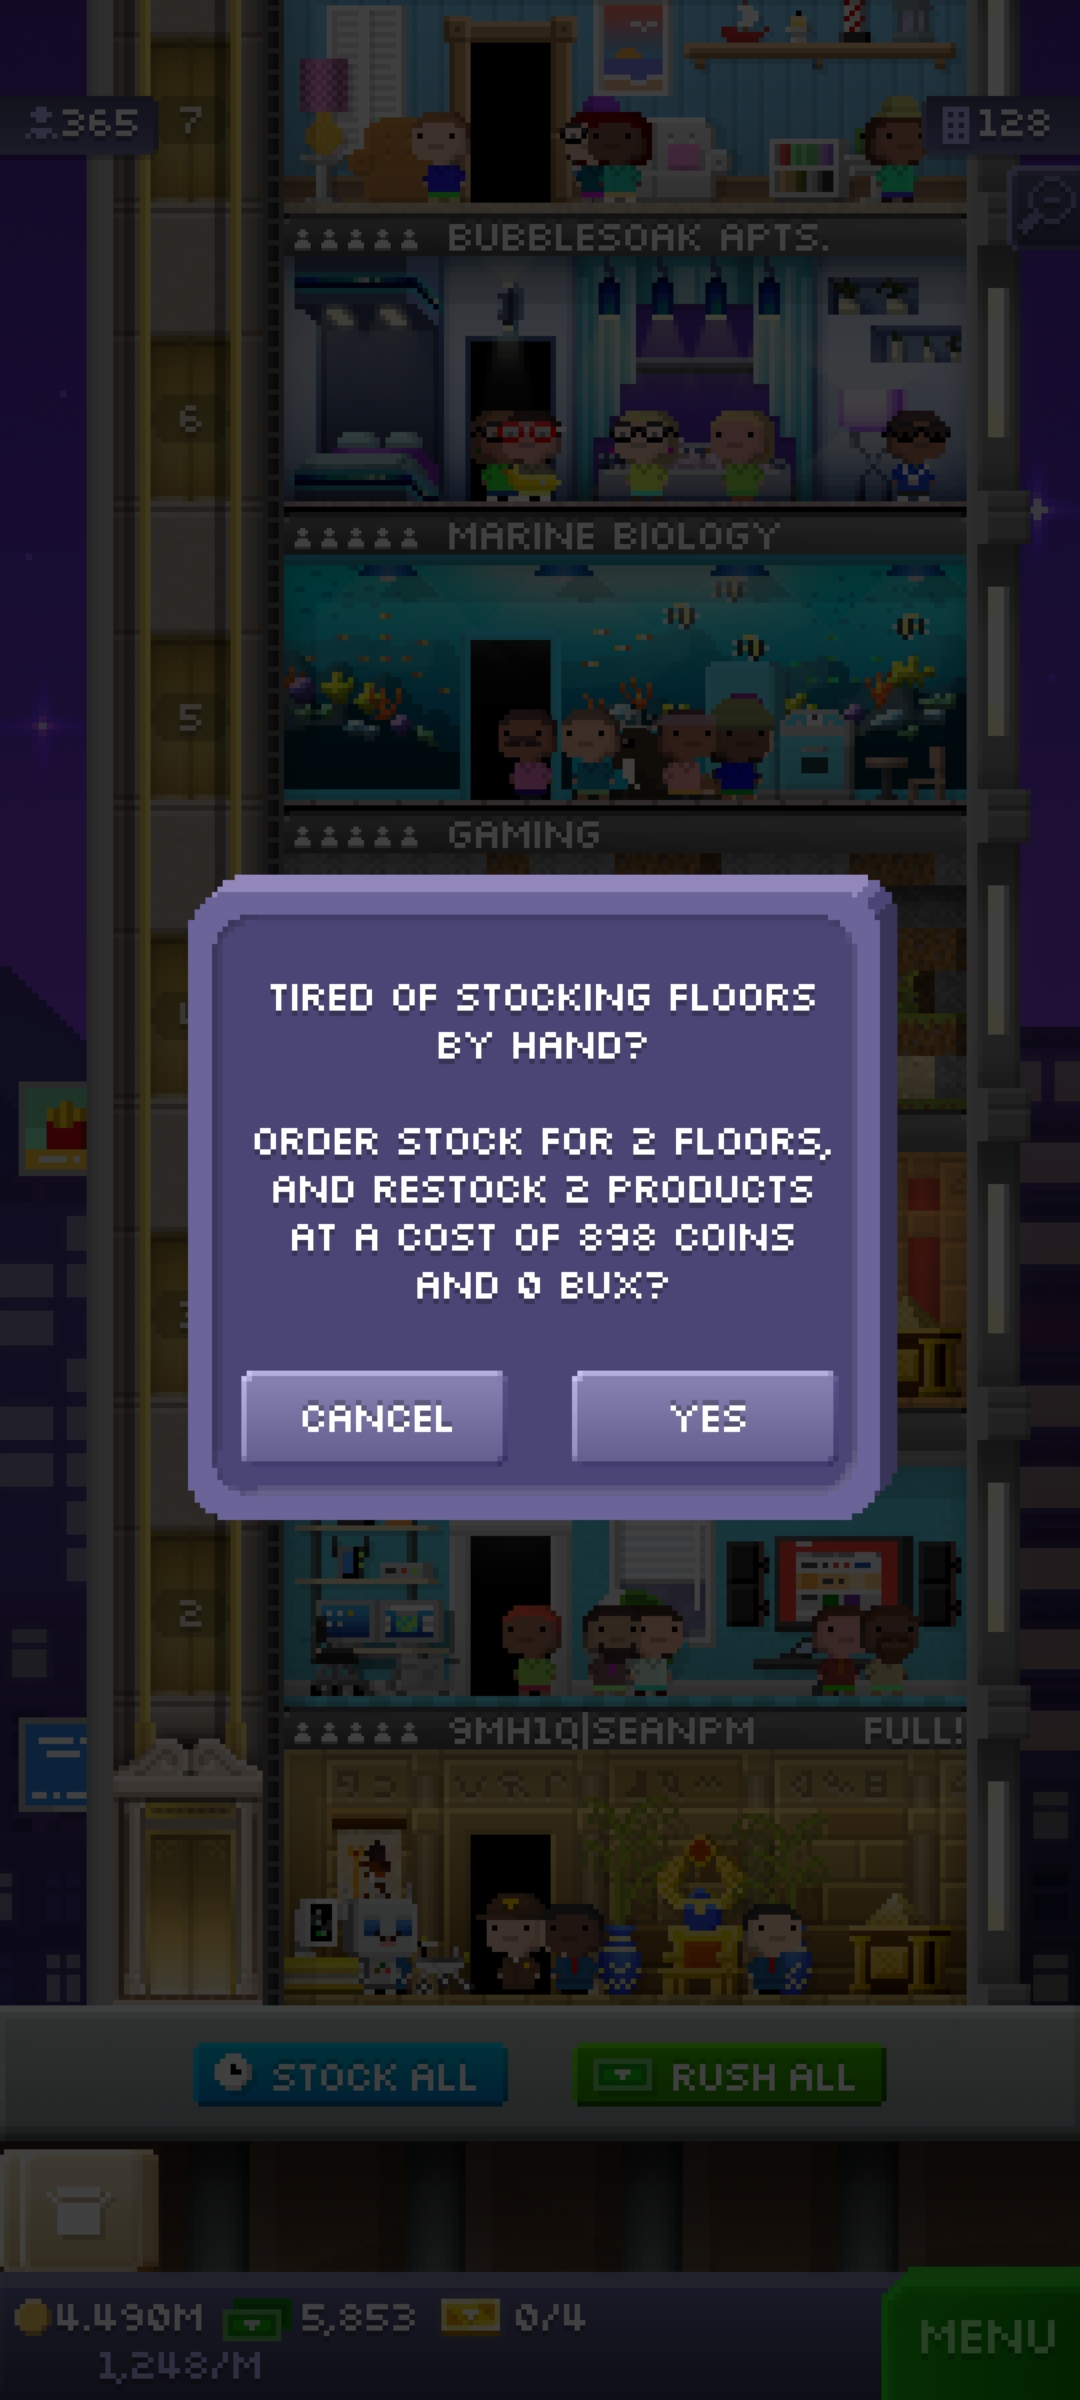 365
7
128
BUBBLESOAK APTS.
6
MARINE BIOLOGY
5
GAMING
TIRED OF STOCKING FLOORS
BY HAND?
ORDER STOCK FOR 2 FLOORS,
AND RESTOCK 2 PRODUCTS
AT A COST OF 898 COINS
AND 0 BUX?
CANCEL
YES
2
9MH1Q|SEANPM
FULL!
STOCK ALL
RUSH ALL
4.490M
5,853
0/4
1,248/M
MENU